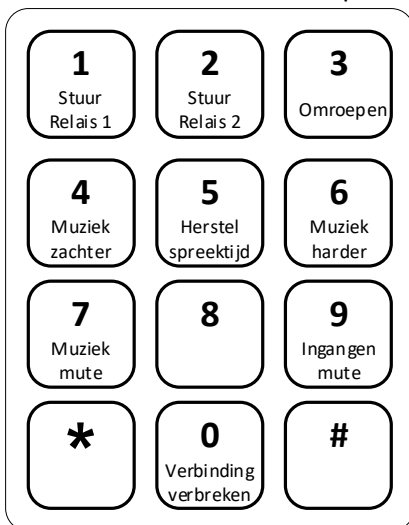 1
Stuur
Relais 1
2
Stuur
Relais 2
3
Omroepen
4
Muziek
zachter
5
Herstel
spreektijd
6
Muziek
harder
7
Muziek
mute
8
9
Ingangen
mute
*
0
Verbinding
verbreken
#